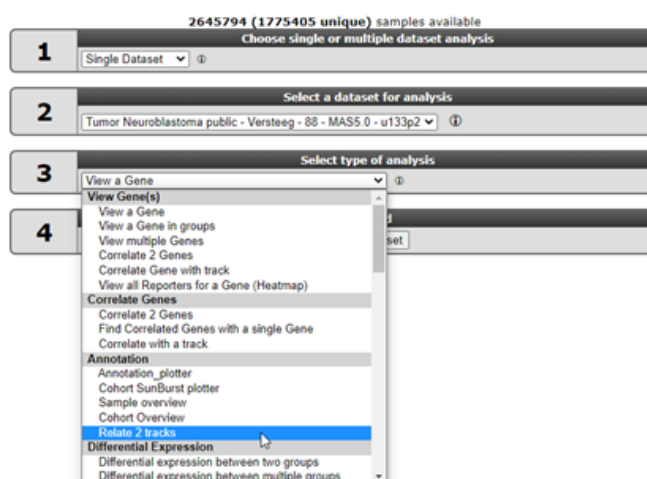 2645794 (1775405 unique) samples available
1
Choose single or multiple dataset analysis
Single Dataset
2
Select a dataset for analysis
Tumor Neuroblastoma public - Versteeg - 88 - MAS5.0 - u133p2
3
Select type of analysis
View a Gene
4
set
View Gene(s)
View a Gene
View a Gene in groups
View multiple Genes
Correlate 2 Genes
Correlate Gene with track
View all Reporters for a Gene (Heatmap)
Correlate Genes
Correlate 2 Genes
Find Correlated Genes with a single Gene
Correlate with a track
Annotation
Annotation_plotter
Cohort SunBurst plotter
Sample overview
Cohort Overview
Relate 2 tracks
Differential Expression
Differential expression between two groups
Differential expression between multiple groups